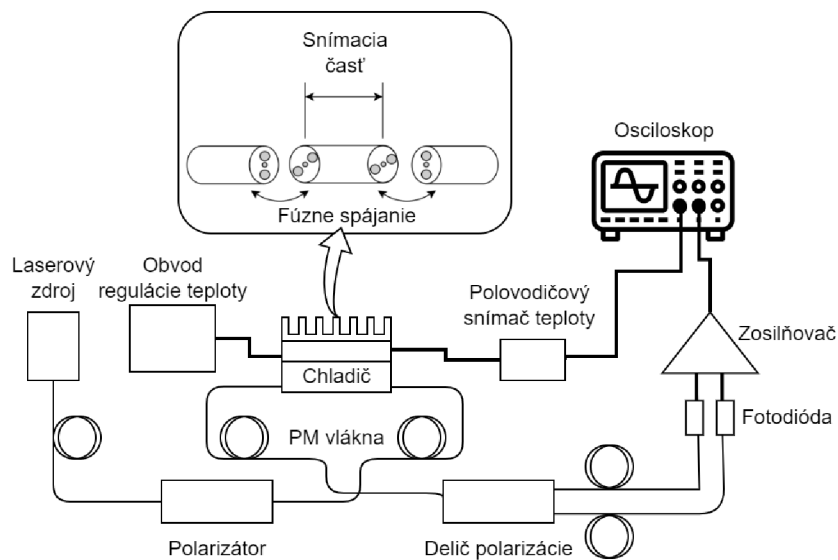 Snímacia
časť
Osciloskop
Fúzne spájanie
Laserový
zdroj
Obvod
regulácie teploty
Polovodičový
snímač teploty
Zosilňovač
Chladič
PM vlákna
Fotodióda
Polarizátor
Delič polarizácie